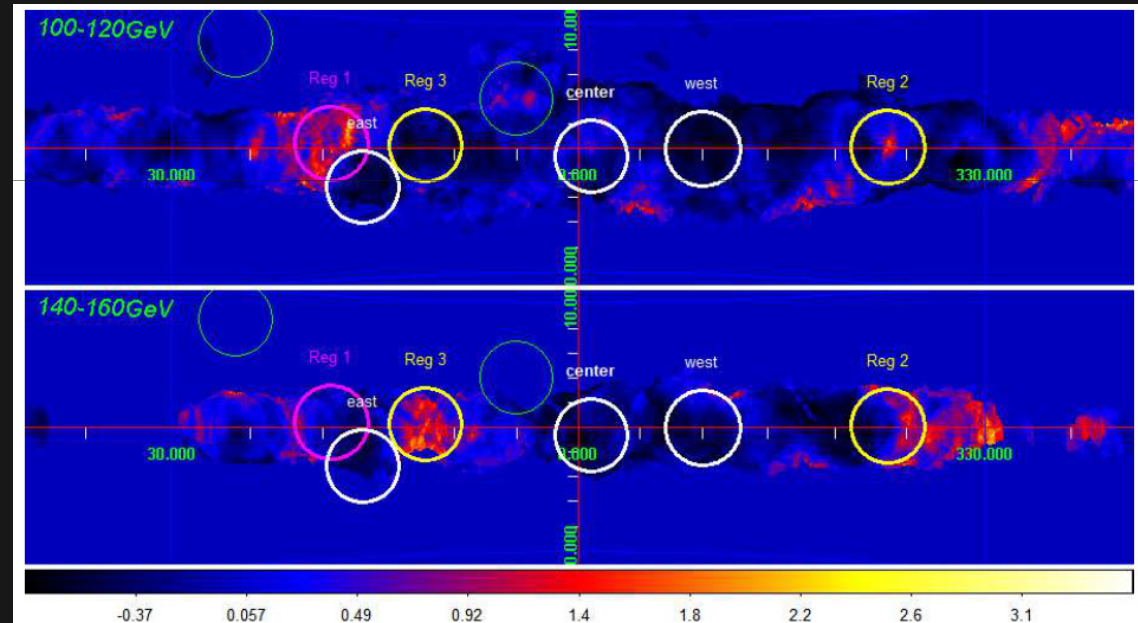 100-120GeV
10.00
Reg 1
Reg 3
center
west
Reg 2
east
30.000
0.000
330.000
0.000
140-160GeV
10.000
Reg 1
Reg 3
center
west
Reg 2
east
30.000
0.000
330.000
0.000
-0.37 0.057 0.49 0.92 1.4 1.8 2.2 2.6 3.1